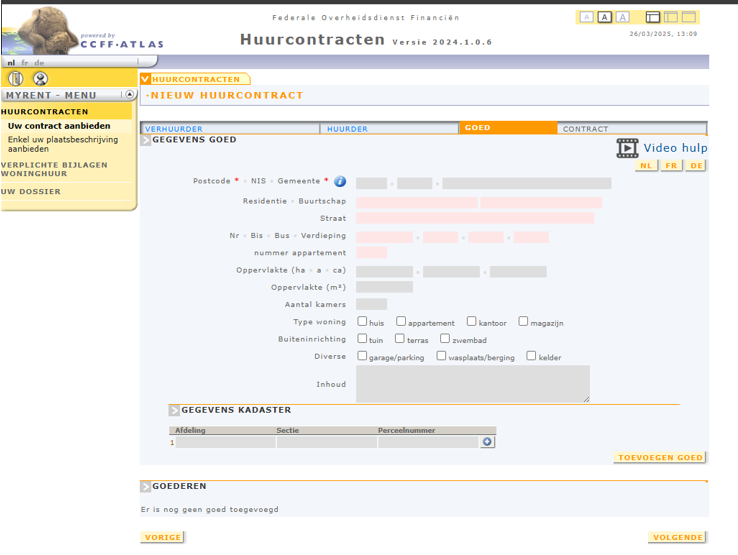 Federale Overheidsdienst Financiën
A A A
powered by
CCFF-ATLAS
Huurcontracten Versie 2024.1.0.6
26/03/2025, 13:09
nl fr de
HUURCONTRACTEN
MYRENT - MENU
·NIEUW HUURCONTRACT
HUURCONTRACTEN
Uw contract aanbieden
Enkel uw plaatsbeschrijving
aanbieden
VERPLICHTE BIJLAGEN
WONINGHUUR
UW DOSSIER
VERHUURDER HUURDER GOED CONTRACT
GEGEVENS GOED
Video hulp
NL FR DE
Postcode * - NIS - Gemeente *
Residentie - Buurtschap
Straat
Nr - Bis - Bus - Verdieping
nummer appartement
Oppervlakte (ha - a - ca)
Oppervlakte (m²)
Aantal kamers
Type woning huis appartement kantoor magazijn
Buiteninrichting tuin terras zwembad
Diverse garage/parking wasplaats/berging kelder
Inhoud
GEGEVENS KADASTER
Afdeling Sectie Perceelnummer
1
TOEVOEGEN GOED
GOEDEREN
Er is nog geen goed toegevoegd
VORIGE VOLGENDE